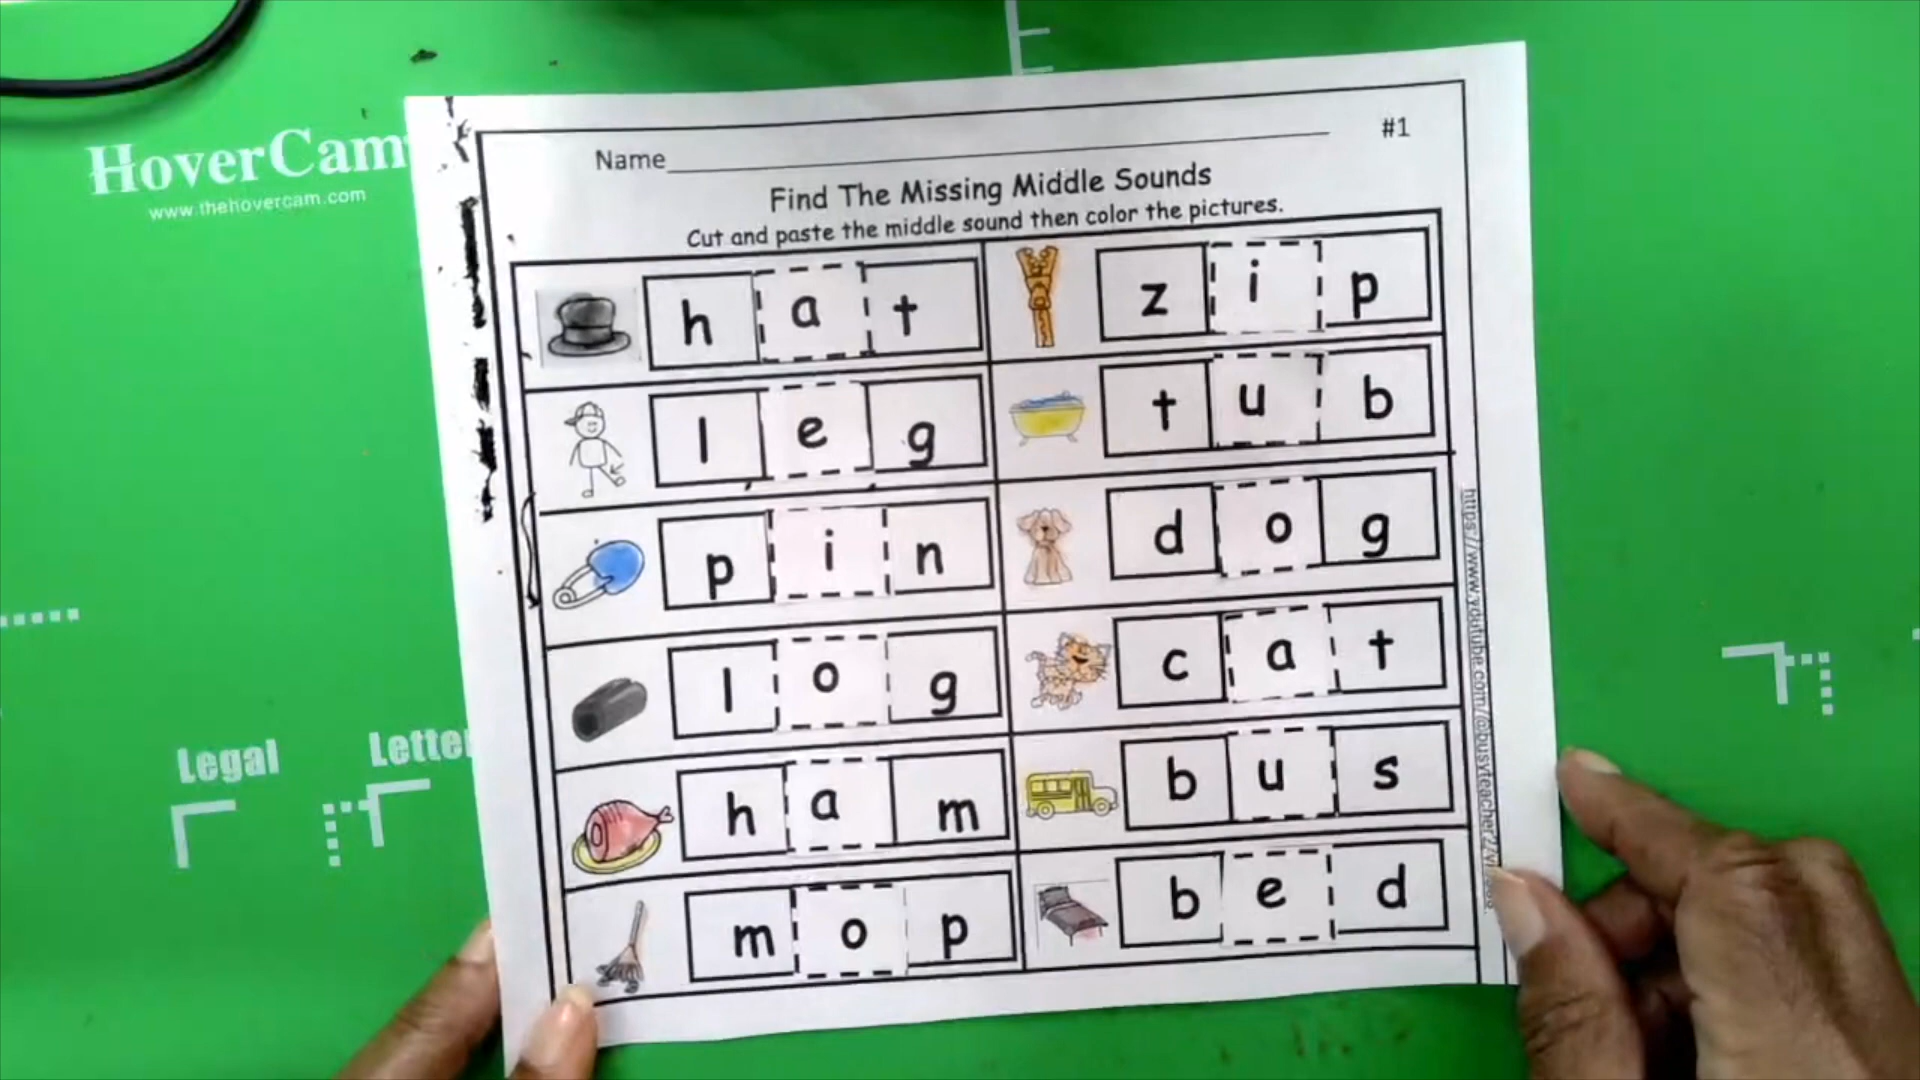 HoverCam
www.thehovercam.com
Name
#1
Find The Missing Middle Sounds
Cut and paste the middle sound then color the pictures.
h a t
z i p
l e g
t u b
p i n
d o g
l o g
c a t
h a m
b u s
m o p
b e d
Legal
Letter